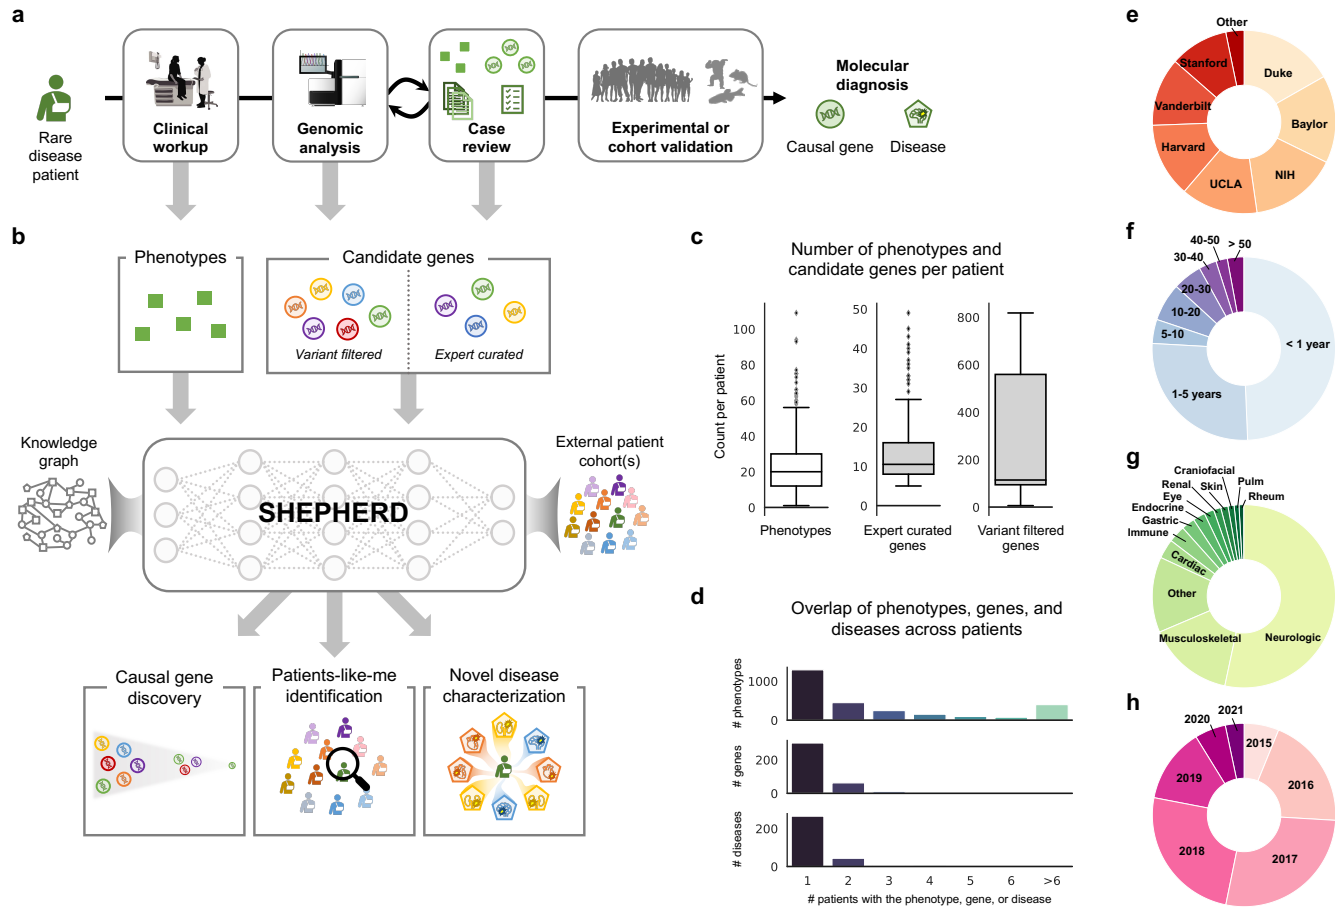 a
Rare
disease
patient
Clinical
workup
Genomic
analysis
Case
review
Experimental or
cohort validation
Molecular
diagnosis
Causal gene
Disease
b
Phenotypes
Candidate genes
Variant filtered
Expert curated
Knowledge
graph
SHEPHERD
External patient
cohort(s)
Causal gene
discovery
Patients-like-me
identification
Novel disease
characterization
c
Number of phenotypes and
candidate genes per patient
Count per patient
100
80
60
40
20
0
Phenotypes
50
40
30
20
10
0
Expert curated
genes
800
600
400
200
0
Variant filtered
genes
d
Overlap of phenotypes, genes, and
diseases across patients
# phenotypes
1000
0
# genes
200
0
# diseases
200
0
1 2 3 4 5 6 >6
# patients with the phenotype, gene, or disease
e
Other
Stanford
Duke
Vanderbilt
Baylor
Harvard
NIH
UCLA
f
40-50
> 50
30-40
20-30
10-20
5-10
< 1 year
1-5 years
g
Craniofacial
Pulm
Renal
Skin
Rheum
Eye
Endocrine
Gastric
Immune
Cardiac
Other
Musculoskeletal
Neurologic
h
2021
2020
2015
2019
2016
2018
2017